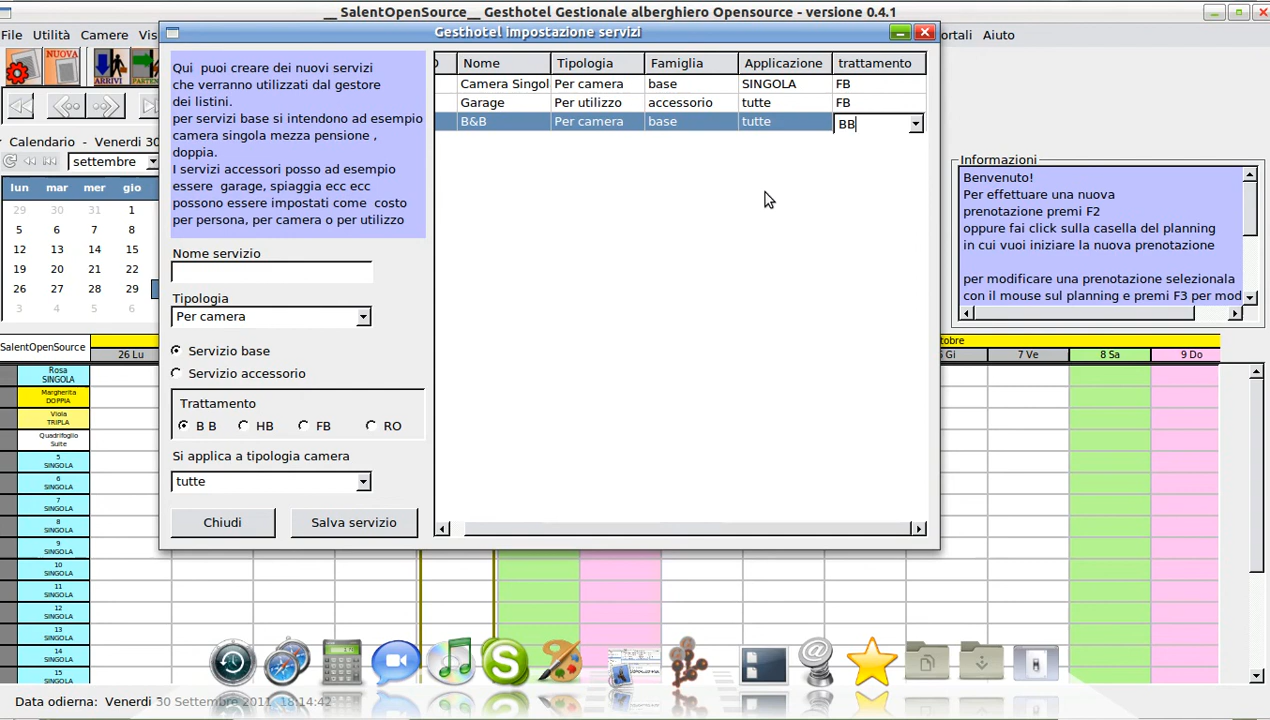 __ SalentOpenSource__ Gesthotel Gestionale alberghiero Opensource - versione 0.4.1
File Utilità Camere Vis ortali Aiuto
Gesthotel impostazione servizi
NUOVA
ARRIVI
Qui puoi creare dei nuovi servizi
che verranno utilizzati dal gestore
dei listini.
per servizi base si intendono ad esempio
camera singola mezza pensione ,
doppia.
I servizi accessori posso ad esempio
essere garage, spiaggia ecc ecc
possono essere impostati come costo
per persona, per camera o per utilizzo
Nome servizio
Tipologia
Per camera
Servizio base
Servizio accessorio
Trattamento
B B HB FB RO
Si applica a tipologia camera
tutte
Chiudi Salva servizio
Nome Tipologia Famiglia Applicazione trattamento
Camera Singol Per camera base SINGOLA FB
Garage Per utilizzo accessorio tutte FB
B&B Per camera base tutte BB
Calendario - Venerdi 30
settembre
lun mar mer gio
29 30 31 1
5 6 7 8
12 13 14 15
19 20 21 22
26 27 28 29
3 4 5 6
Informazioni
Benvenuto!
Per effettuare una nuova
prenotazione premi F2
oppure fai click sulla casella del planning
in cui vuoi iniziare la nuova prenotazione
per modificare una prenotazione selezionala
con il mouse sul planning e premi F3 per mod
SalentOpenSource
26 Lu
tobre
6 Gi 7 Ve 8 Sa 9 Do
Rosa
SINGOLA
Margherita
DOPPIA
Viola
TRIPLA
Quadrifoglio
Suite
5
SINGOLA
6
SINGOLA
7
SINGOLA
8
SINGOLA
9
SINGOLA
10
SINGOLA
11
SINGOLA
12
SINGOLA
13
SINGOLA
14
SINGOLA
15
SINGOLA
Data odierna: Venerdi 30 Settembre 2011, 18:14:42